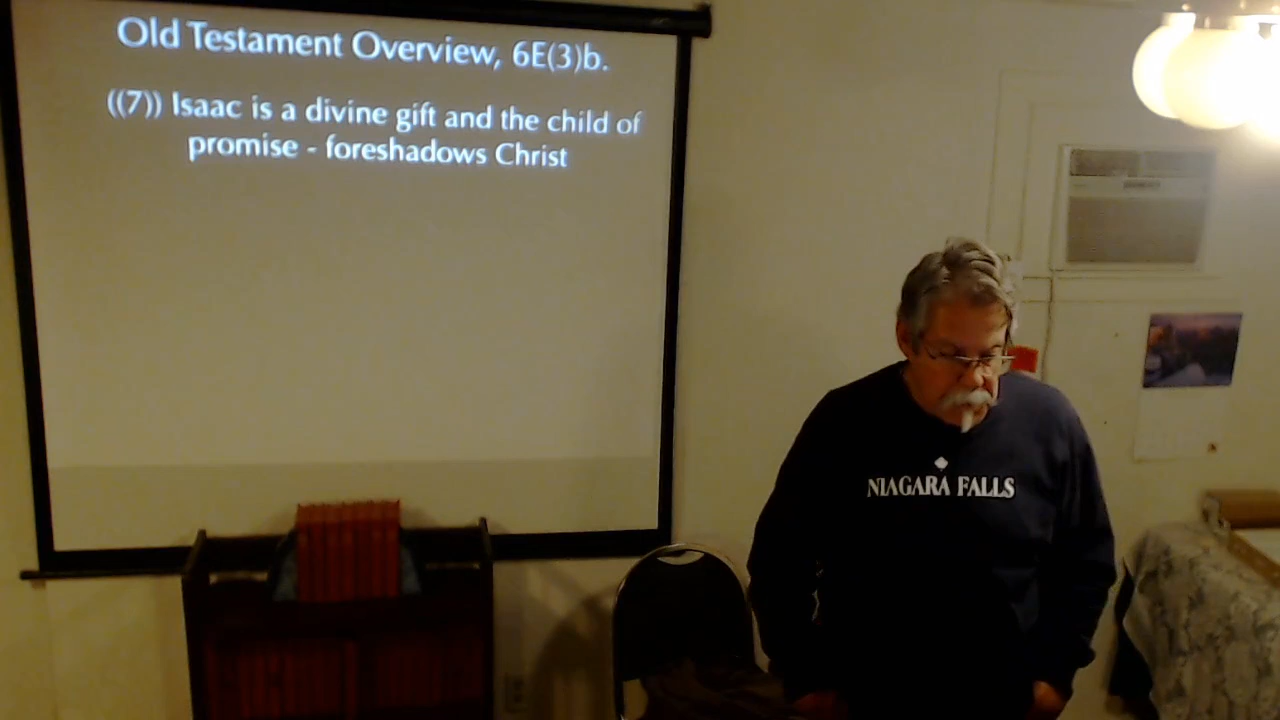 Old Testament Overview, 6E(3)b.
((7)) Isaac is a divine gift and the child of
promise - foreshadows Christ
NIAGARA FALLS